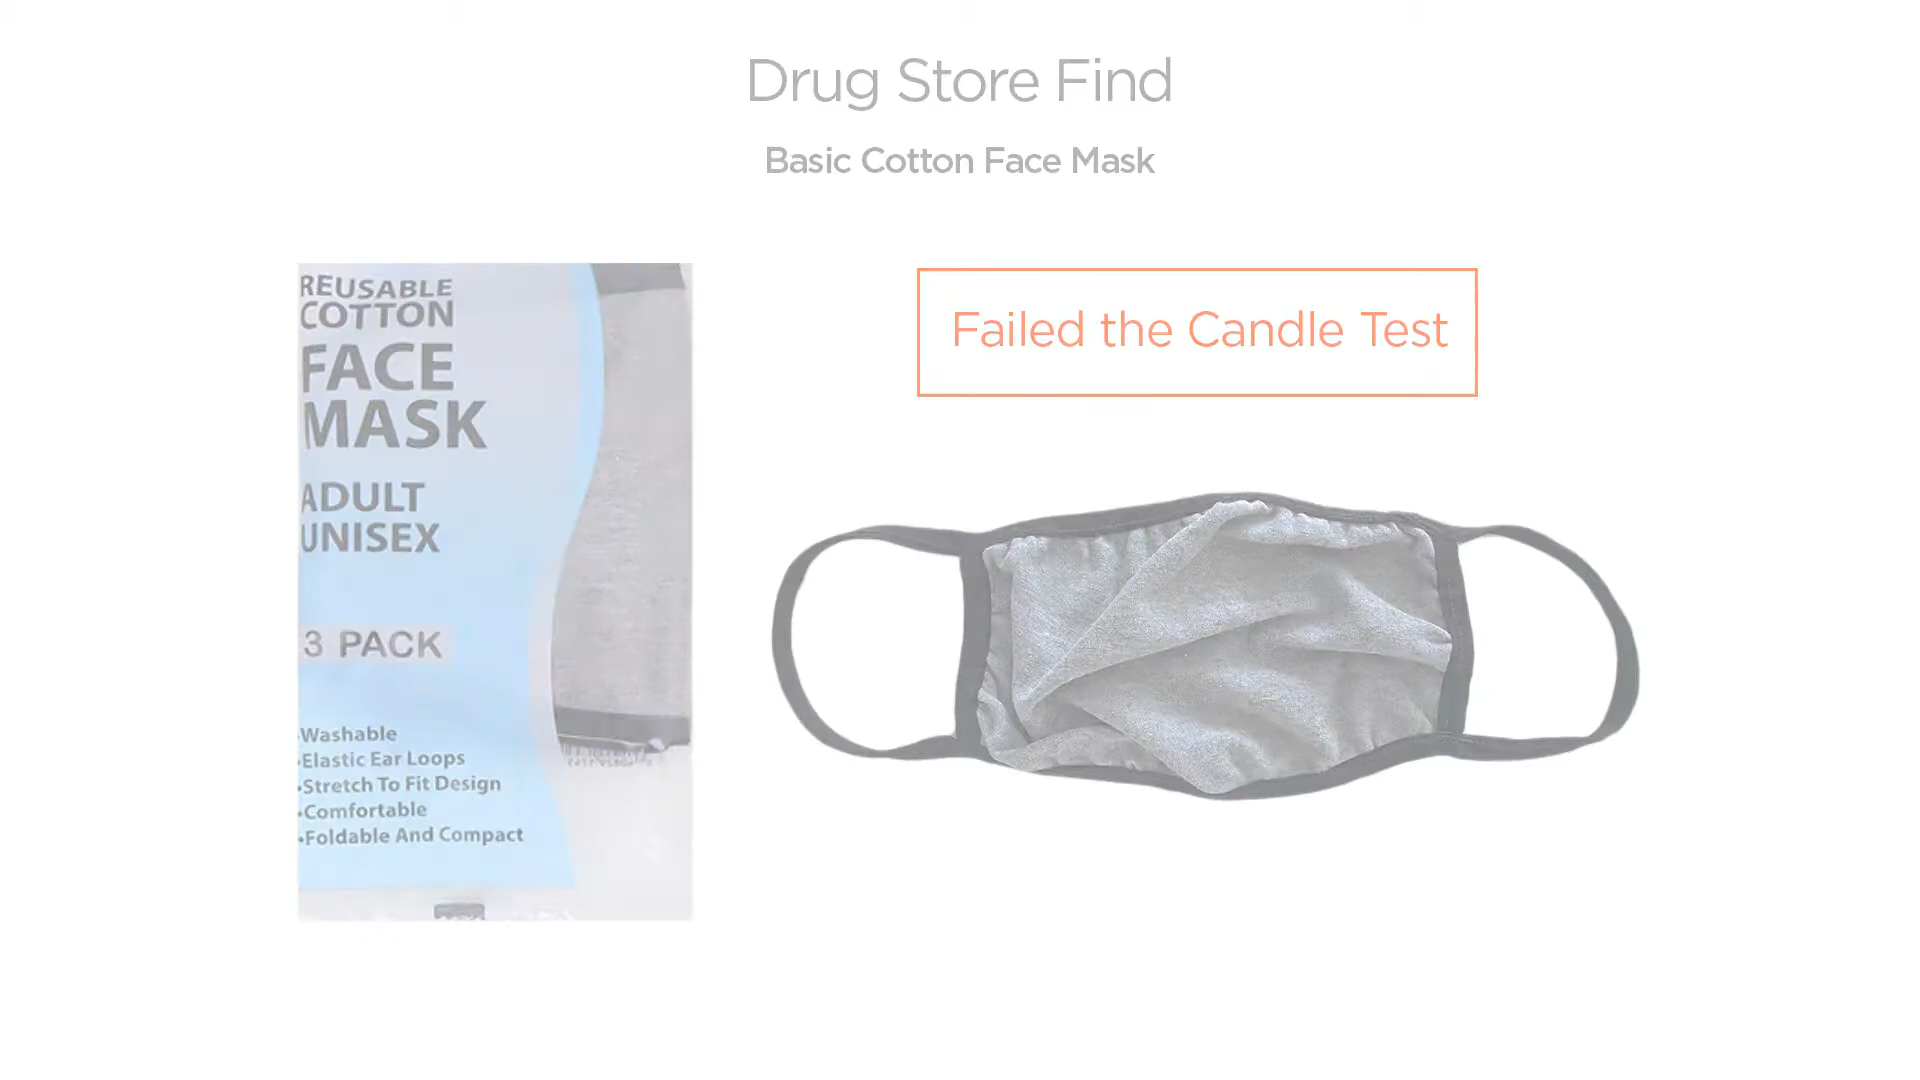 Drug Store Find
Basic Cotton Face Mask
REUSABLE
COTTON
FACE
MASK
ADULT
UNISEX
3 PACK
•Washable
•Elastic Ear Loops
•Stretch To Fit Design
•Comfortable
•Foldable And Compact
Failed the Candle Test